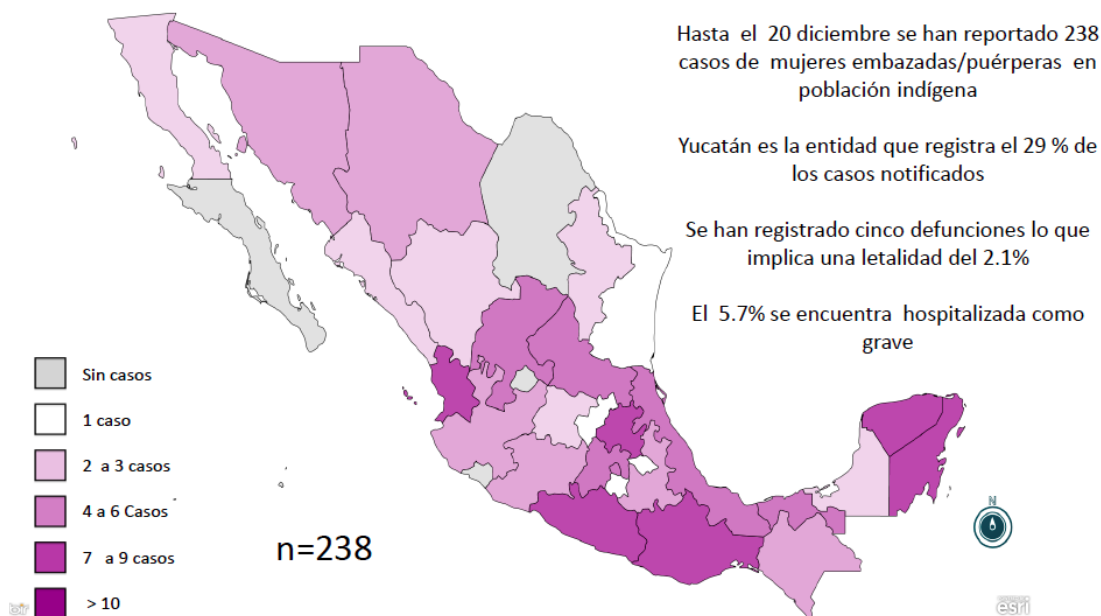 Hasta el 20 diciembre se han reportado 238
casos de mujeres embazadas/puérperas en
población indígena
Yucatán es la entidad que registra el 29 % de
los casos notificados
Se han registrado cinco defunciones lo que
implica una letalidad del 2.1%
El 5.7% se encuentra hospitalizada como
grave
Sin casos
1 caso
2 a 3 casos
4 a 6 Casos
7 a 9 casos
> 10
n=238
N
esri